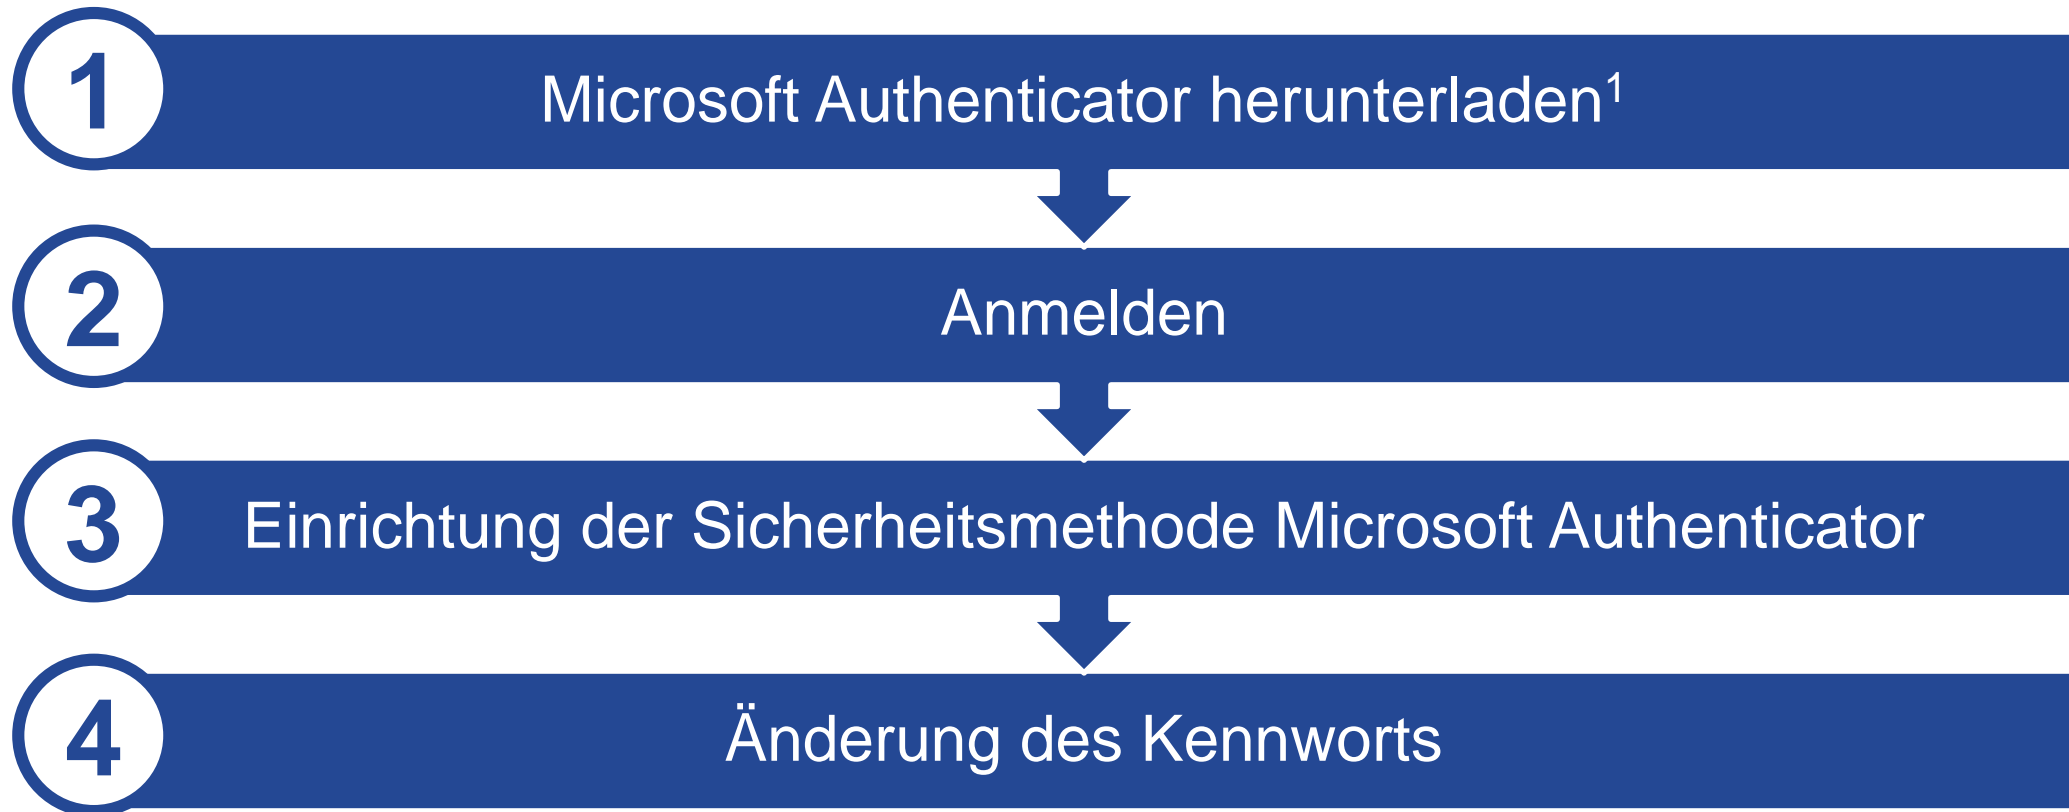 1
Microsoft Authenticator herunterladen¹
2
Anmelden
3
Einrichtung der Sicherheitsmethode Microsoft Authenticator
4
Änderung des Kennworts